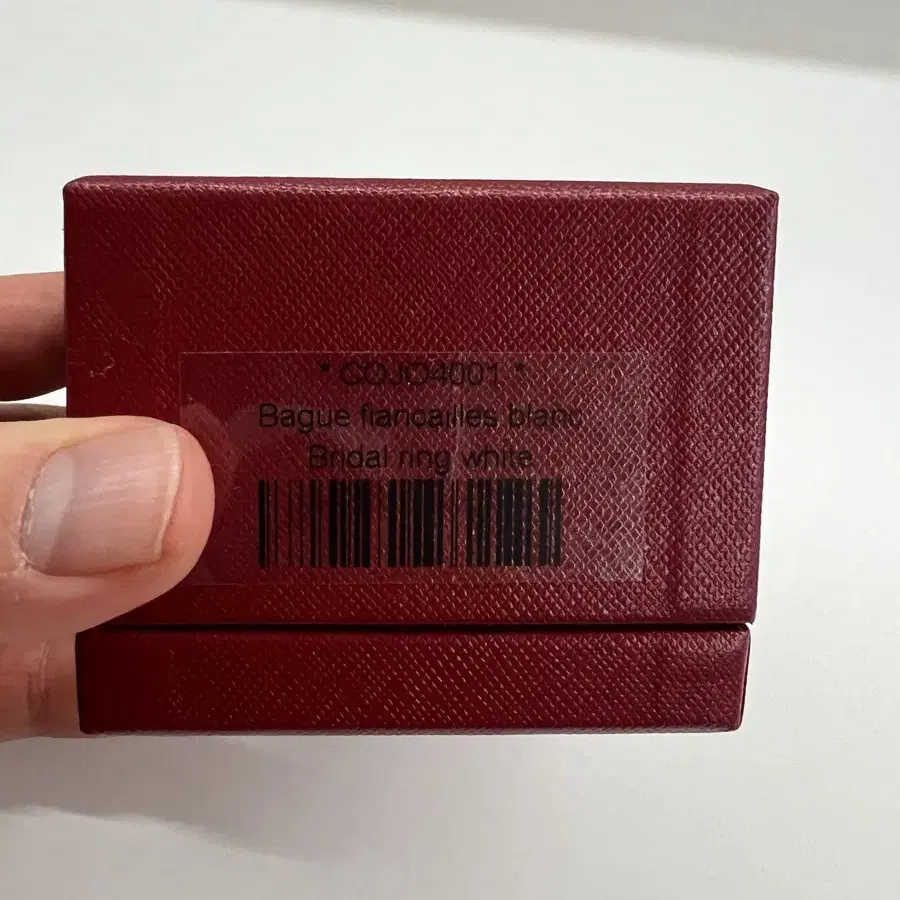 * COJO4001 *
Bague fiancailles blanc
Bridal ring white